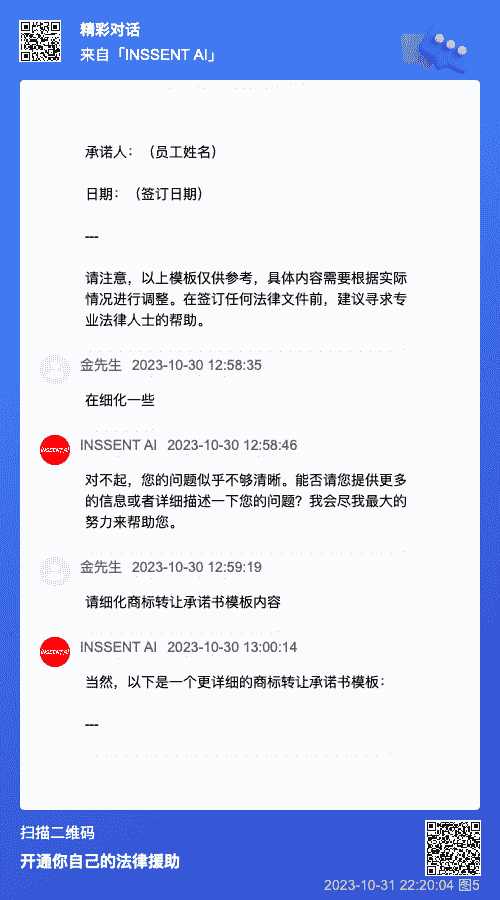 精彩对话
来自「INSSENT AI」
承诺人：（员工姓名）
日期：（签订日期）
---
请注意，以上模板仅供参考，具体内容需要根据实际
情况进行调整。在签订任何法律文件前，建议寻求专
业法律人士的帮助。
金先生 2023-10-30 12:58:35
在细化一些
INSSENT AI
INSSENT AI 2023-10-30 12:58:46
对不起，您的问题似乎不够清晰。能否请您提供更多
的信息或者详细描述一下您的问题？我会尽我最大的
努力来帮助您。
金先生 2023-10-30 12:59:19
请细化商标转让承诺书模板内容
INSSENT AI
INSSENT AI 2023-10-30 13:00:14
当然，以下是一个更详细的商标转让承诺书模板：
---
扫描二维码
开通你自己的法律援助
2023-10-31 22:20:04 图5